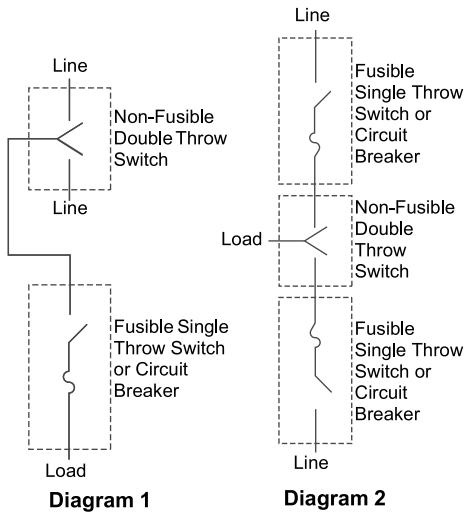 Line
Non-Fusible
Double Throw
Switch
Line
Fusible Single
Throw Switch
or Circuit
Breaker
Load
Diagram 1
Line
Fusible
Single Throw
Switch or
Circuit
Breaker
Non-Fusible
Double
Throw
Switch
Load
Fusible
Single Throw
Switch or
Circuit
Breaker
Line
Diagram 2